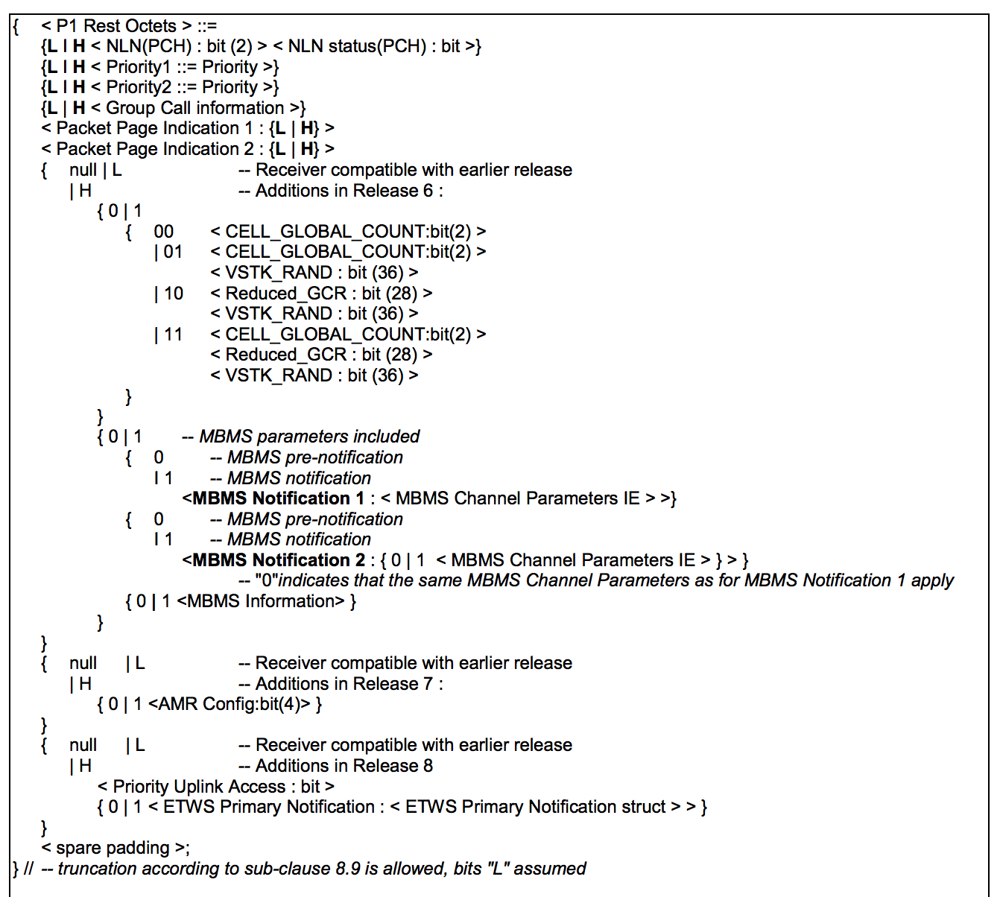 { < P1 Rest Octets > ::=
{L | H < NLN(PCH) : bit (2) > < NLN status(PCH) : bit >}
{L | H < Priority1 ::= Priority >}
{L | H < Priority2 ::= Priority >}
{L | H < Group Call information >}
< Packet Page Indication 1 : {L | H} >
< Packet Page Indication 2 : {L | H} >
{ null | L -- Receiver compatible with earlier release
| H -- Additions in Release 6 :
{ 0 | 1
{ 00 < CELL_GLOBAL_COUNT:bit(2) >
| 01 < CELL_GLOBAL_COUNT:bit(2) >
< VSTK_RAND : bit (36) >
| 10 < Reduced_GCR : bit (28) >
< VSTK_RAND : bit (36) >
| 11 < CELL_GLOBAL_COUNT:bit(2) >
< Reduced_GCR : bit (28) >
< VSTK_RAND : bit (36) >
}
}
{ 0 | 1 -- MBMS parameters included
{ 0 -- MBMS pre-notification
| 1 -- MBMS notification
<MBMS Notification 1 : < MBMS Channel Parameters IE > >}
{ 0 -- MBMS pre-notification
| 1 -- MBMS notification
<MBMS Notification 2 : { 0 | 1 < MBMS Channel Parameters IE > } > }
-- "0"indicates that the same MBMS Channel Parameters as for MBMS Notification 1 apply
{ 0 | 1 <MBMS Information> }
}
}
{ null | L -- Receiver compatible with earlier release
| H -- Additions in Release 7 :
{ 0 | 1 <AMR Config:bit(4)> }
}
{ null | L -- Receiver compatible with earlier release
| H -- Additions in Release 8
< Priority Uplink Access : bit >
{ 0 | 1 < ETWS Primary Notification : < ETWS Primary Notification struct > > }
}
< spare padding >;
} // -- truncation according to sub-clause 8.9 is allowed, bits "L" assumed